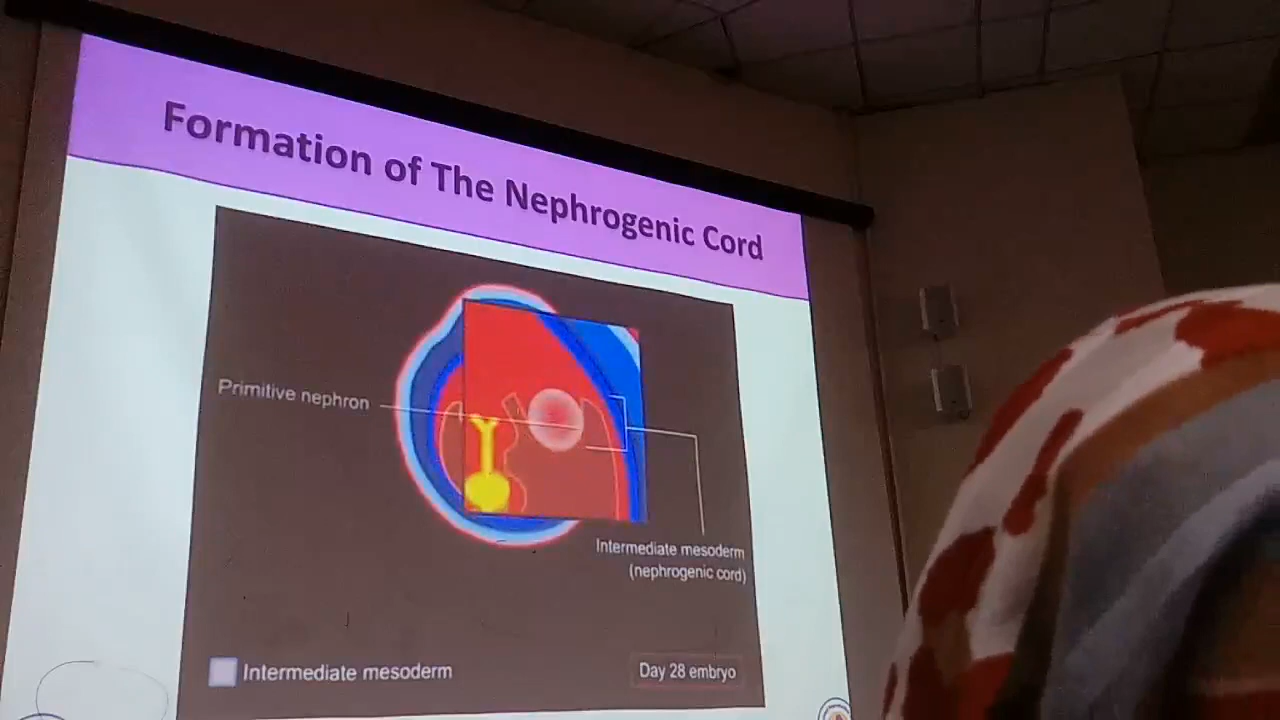 Formation of The Nephrogenic Cord
Primitive nephron
Intermediate mesoderm
(nephrogenic cord)
Intermediate mesoderm
Day 28 embryo